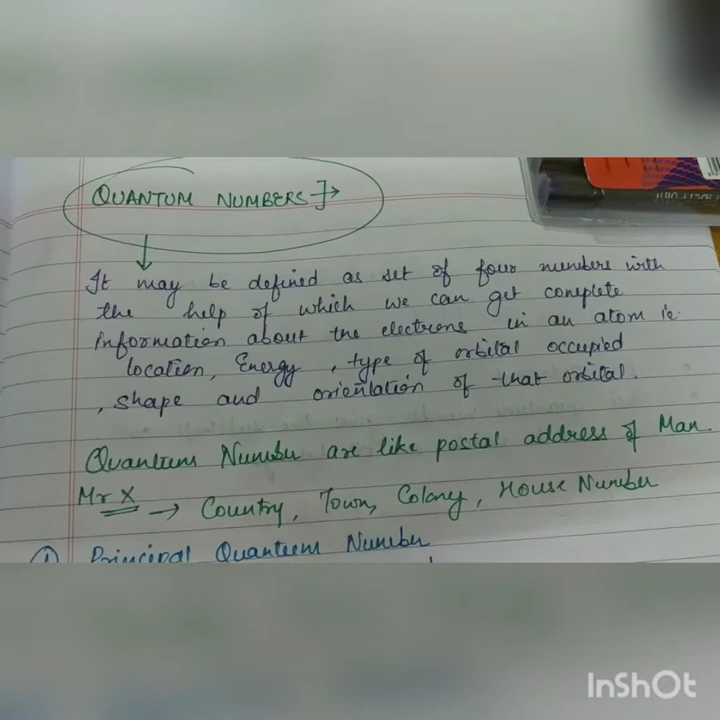 QUANTUM NUMBERS }→
It may be defined as set of four numbers with
the help of which we can get complete
information about the electrons in an atom i.e.
location, Energy, type of orbital occupied
, shape and orientation of that orbital.
Quantum Number are like postal address of Man.
Mr X → Country, Town, Colony, House Number
① Principal Quantum Number
InShOt